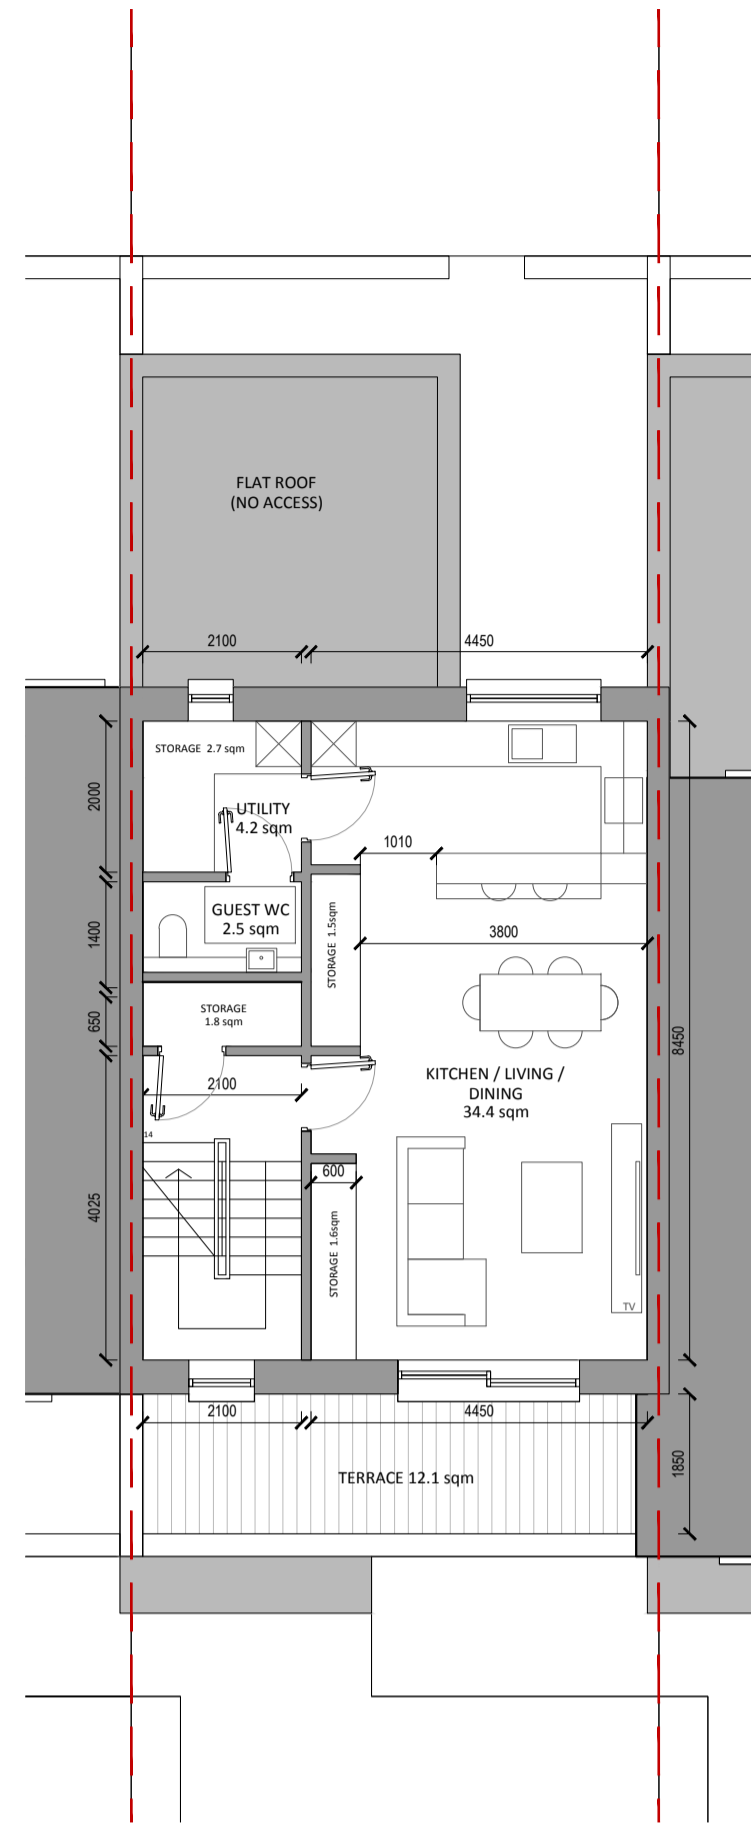 FLAT ROOF
(NO ACCESS)
2100
4450
STORAGE 2.7 sqm
2000
UTILITY
4.2 sqm
1010
GUEST WC
2.5 sqm
1400
STORAGE 1.5sqm
3800
650
STORAGE
1.8 sqm
8450
KITCHEN / LIVING /
DINING
34.4 sqm
2100
14
600
4025
STORAGE 1.6sqm
TV
2100
4450
1850
TERRACE 12.1 sqm